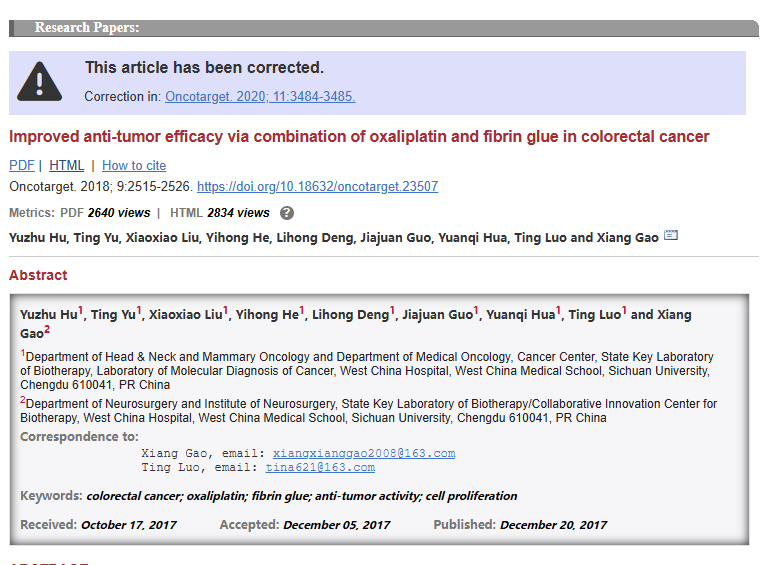 Research Papers:
This article has been corrected.
Correction in: Oncotarget. 2020; 11:3484-3485.
Improved anti-tumor efficacy via combination of oxaliplatin and fibrin glue in colorectal cancer
PDF | HTML | How to cite
Oncotarget. 2018; 9:2515-2526. https://doi.org/10.18632/oncotarget.23507
Metrics: PDF 2640 views | HTML 2834 views ?
Yuzhu Hu, Ting Yu, Xiaoxiao Liu, Yihong He, Lihong Deng, Jiajuan Guo, Yuanqi Hua, Ting Luo and Xiang Gao
Abstract
Yuzhu Hu1, Ting Yu1, Xiaoxiao Liu1, Yihong He1, Lihong Deng1, Jiajuan Guo1, Yuanqi Hua1, Ting Luo1 and Xiang
Gao2
1Department of Head & Neck and Mammary Oncology and Department of Medical Oncology, Cancer Center, State Key Laboratory
of Biotherapy, Laboratory of Molecular Diagnosis of Cancer, West China Hospital, West China Medical School, Sichuan University,
Chengdu 610041, PR China
2Department of Neurosurgery and Institute of Neurosurgery, State Key Laboratory of Biotherapy/Collaborative Innovation Center for
Biotherapy, West China Hospital, West China Medical School, Sichuan University, Chengdu 610041, PR China
Correspondence to:
Xiang Gao, email: xiangxianggao2008@163.com
Ting Luo, email: tina621@163.com
Keywords: colorectal cancer; oxaliplatin; fibrin glue; anti-tumor activity; cell proliferation
Received: October 17, 2017 Accepted: December 05, 2017 Published: December 20, 2017